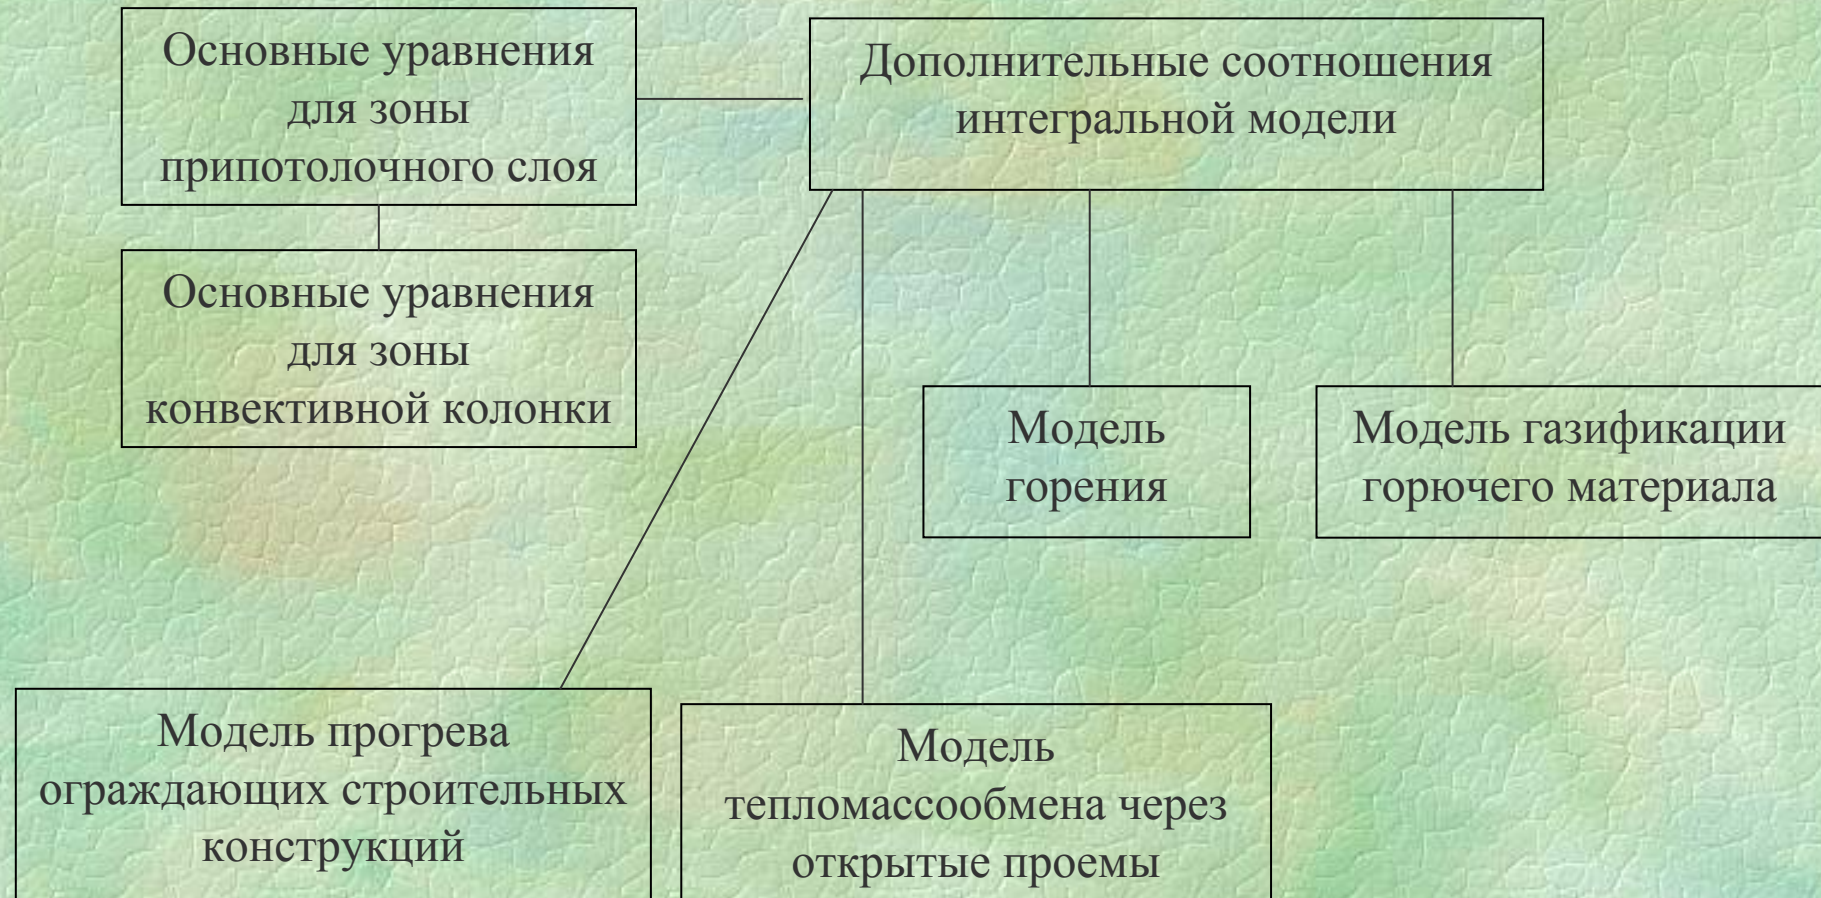 Основные уравнения
для зоны
припотолочного слоя
Дополнительные соотношения
интегральной модели
Основные уравнения
для зоны
конвективной колонки
Модель
горения
Модель газификации
горючего материала
Модель прогрева
ограждающих строительных
конструкций
Модель
тепломассообмена через
открытые проемы